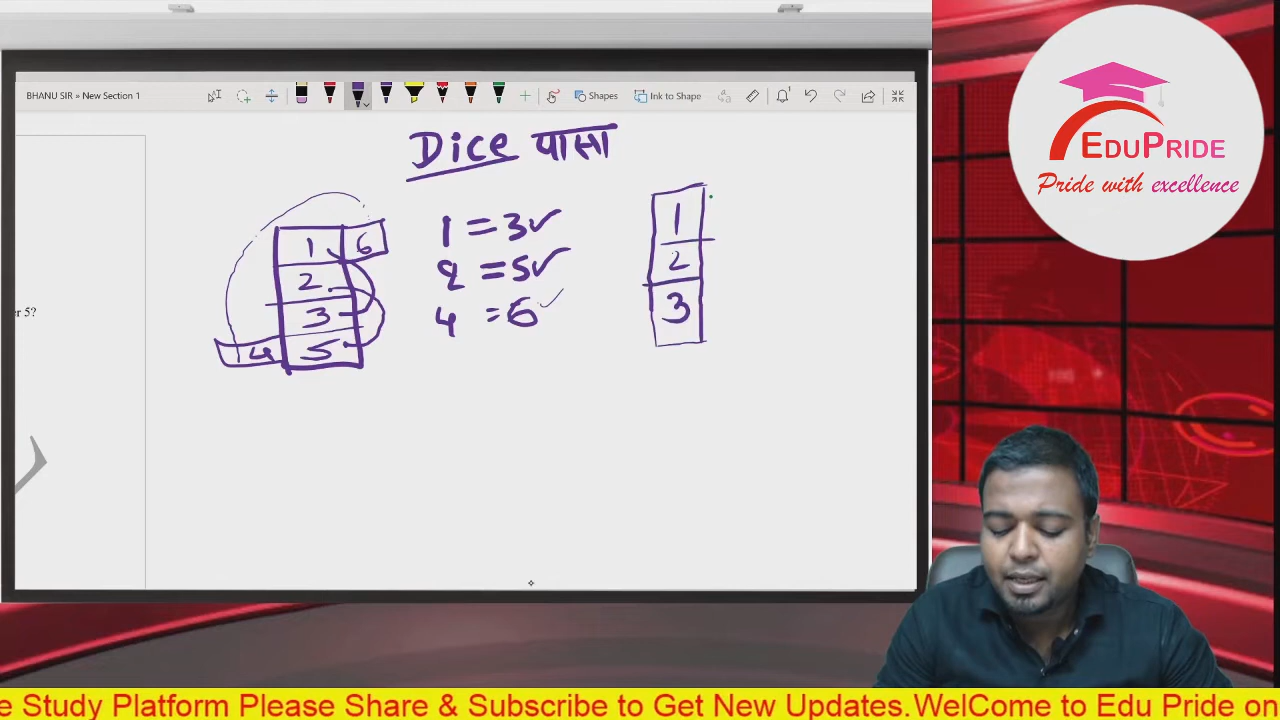 BHANU SIR » New Section 1
Shapes
Ink to Shape
EDUPRIDE
Pride with excellence
Dice पासा
1 6
2
3
4 5
1 = 3✓
2 = 5✓
4 = 6✓
1
2
3
er 5?
e Study Platform Please Share & Subscribe to Get New Updates.WelCome to Edu Pride on